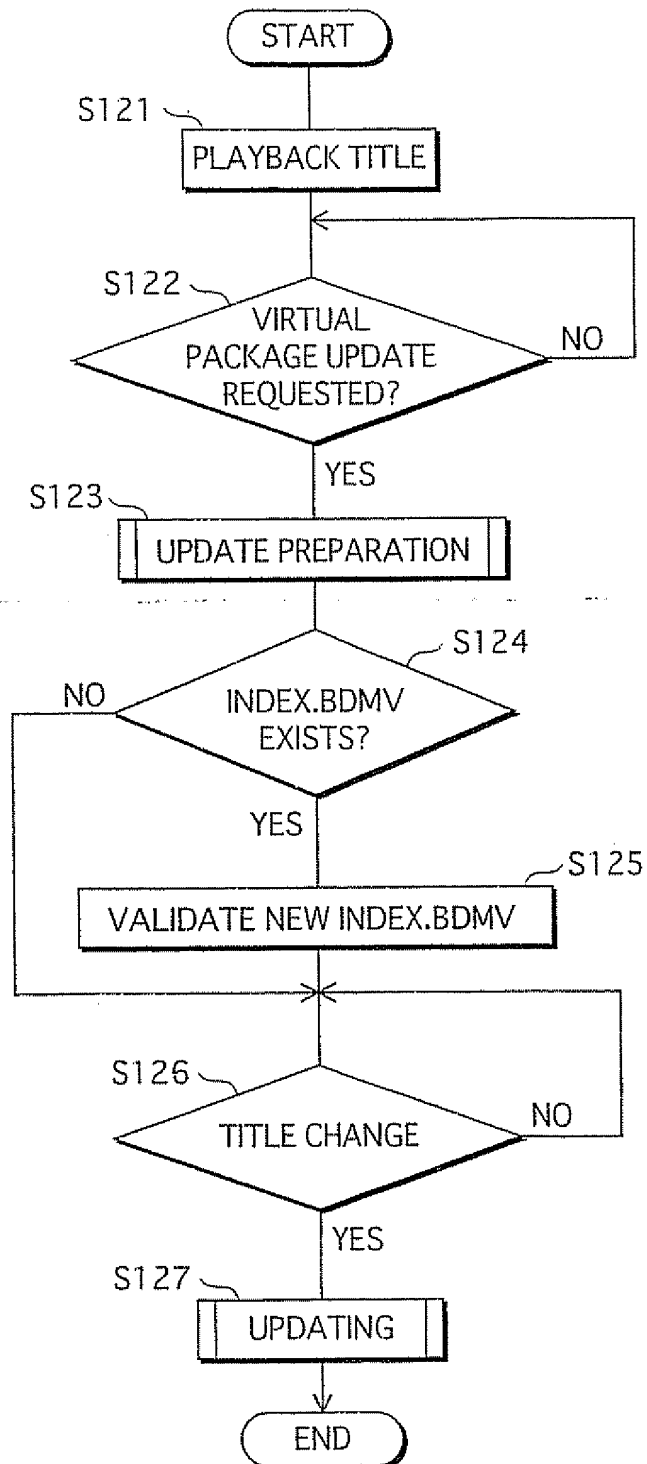 START
S121
PLAYBACK TITLE
S122
VIRTUAL
PACKAGE UPDATE
REQUESTED?
NO
YES
S123
UPDATE PREPARATION
S124
NO
INDEX.BDMV
EXISTS?
YES
S125
VALIDATE NEW INDEX.BDMV
S126
TITLE CHANGE
NO
YES
S127
UPDATING
END